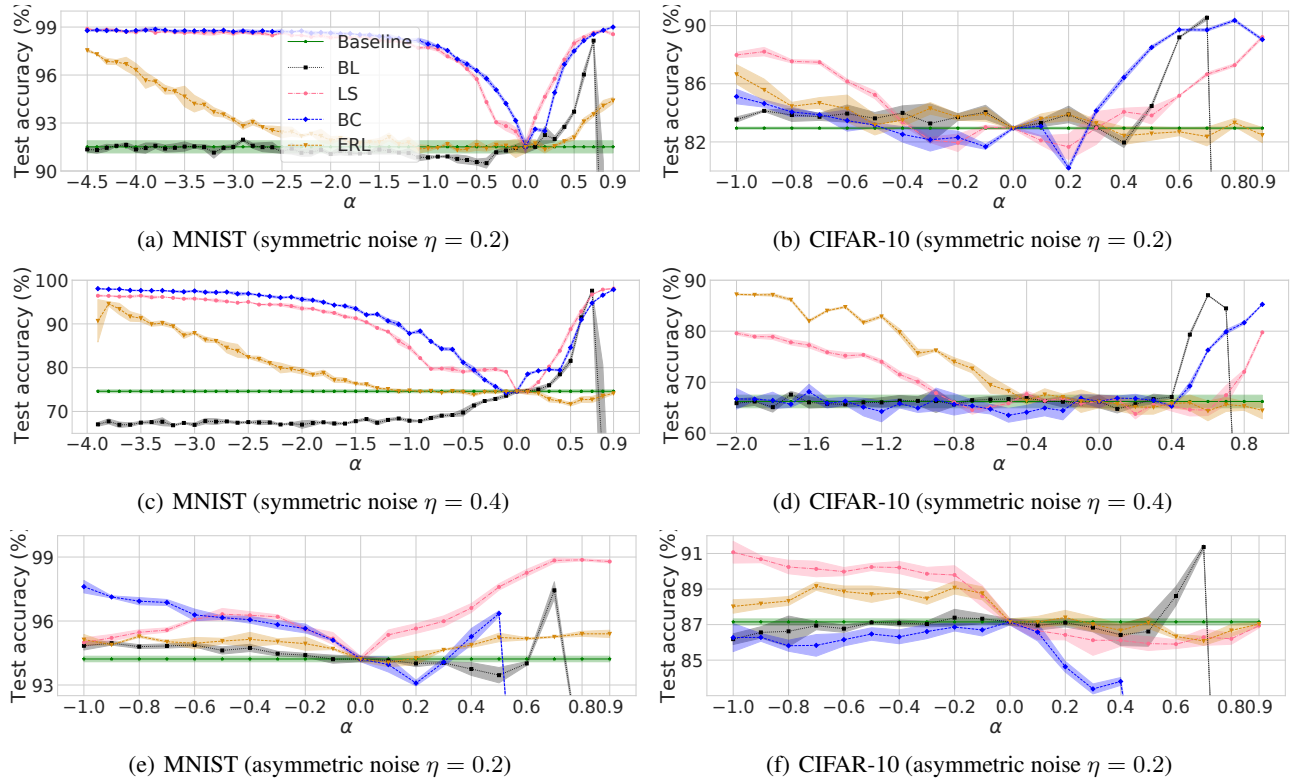 Test accuracy (%)
99
96
93
90
Baseline
BL
LS
BC
ERL
−4.5 −4.0 −3.5 −3.0 −2.5 −2.0 −1.5 −1.0 −0.5 0.0 0.5 0.9
α
(a) MNIST (symmetric noise η = 0.2)
Test accuracy (%)
90
86
82
−1.0 −0.8 −0.6 −0.4 −0.2 0.0 0.2 0.4 0.6 0.80.9
α
(b) CIFAR-10 (symmetric noise η = 0.2)
Test accuracy (%)
100
90
80
70
−4.0 −3.5 −3.0 −2.5 −2.0 −1.5 −1.0 −0.5 0.0 0.5 0.9
α
(c) MNIST (symmetric noise η = 0.4)
Test accuracy (%)
90
80
70
60
−2.0 −1.6 −1.2 −0.8 −0.4 0.0 0.4 0.8
α
(d) CIFAR-10 (symmetric noise η = 0.4)
Test accuracy (%)
99
96
93
−1.0 −0.8 −0.6 −0.4 −0.2 0.0 0.2 0.4 0.6 0.80.9
α
(e) MNIST (asymmetric noise η = 0.2)
Test accuracy (%)
91
89
87
85
−1.0 −0.8 −0.6 −0.4 −0.2 0.0 0.2 0.4 0.6 0.80.9
α
(f) CIFAR-10 (asymmetric noise η = 0.2)